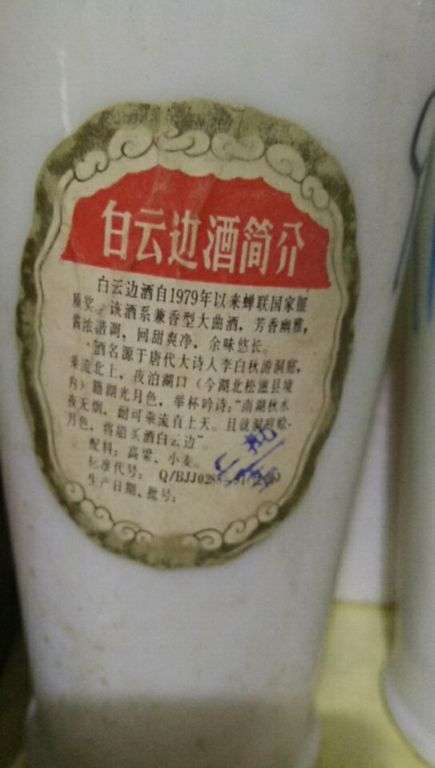 白云边酒简介
白云边酒自1979年以来蝉联国家银
质奖。该酒系兼香型大曲酒，芳香幽雅，
酱浓谐调，回甜爽净，余味悠长。
酒名源于唐代大诗人李白秋游洞庭，
乘流北上，夜泊湖口（今湖北松滋县境
内）踏湖光月色，举杯吟诗："南湖秋水
夜无烟，耐可乘流直上天。且就洞庭赊
月色，将船买酒白云边"
配料：高粱、小麦。
标准代号：Q/BJJ02
生产日期、批号：